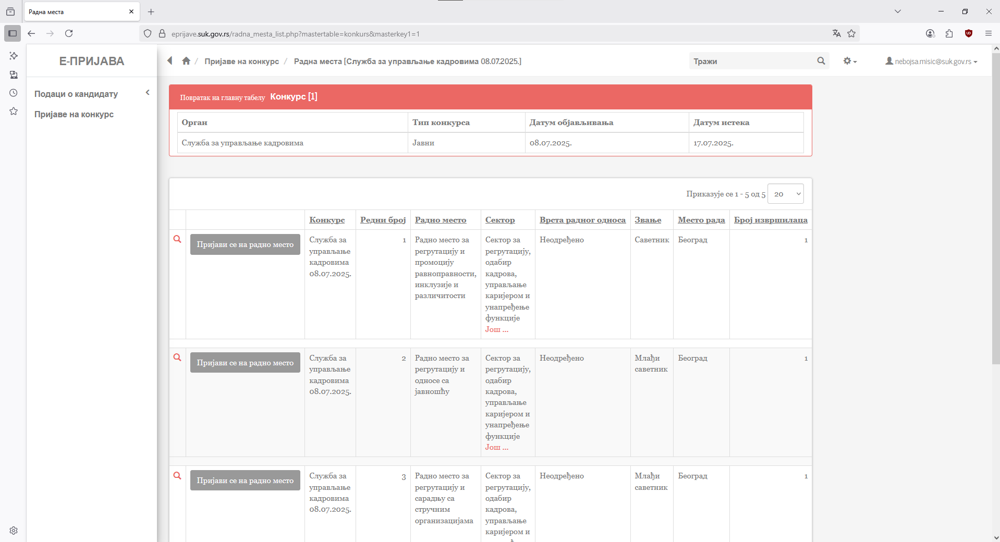 Радна места
eprijave.suk.gov.rs/radna_mesta_list.php?mastertable=konkurs&masterkey1=1
Е-ПРИЈАВА
Подаци о кандидату
Пријаве на конкурс
/ Пријаве на конкурс / Радна места [Служба за управљање кадровима 08.07.2025.]
Тражи
nebojsa.misic@suk.gov.rs
Повратак на главну табелу Конкурс [1]
Орган Тип конкурса Датум објављивања Датум истека
Служба за управљање кадровима Јавни 08.07.2025. 17.07.2025.
Приказује се 1 - 5 од 5 20
Конкурс Редни број Радно место Сектор Врста радног односа Звање Место рада Број извршилаца
Пријави се на радно место
Служба за
управљање
кадровима
08.07.2025.
1
Радно место за
регрутацију и
промоцију
равноправности,
инклузије и
различитости
Сектор за
регрутацију,
одабир
кадрова,
управљање
каријером и
унапређење
функције
Још ...
Неодређено
Саветник
Београд
1
Пријави се на радно место
Служба за
управљање
кадровима
08.07.2025.
2
Радно место за
регрутацију и
односе са
јавношћу
Сектор за
регрутацију,
одабир
кадрова,
управљање
каријером и
унапређење
функције
Још ...
Неодређено
Млађи
саветник
Београд
1
Пријави се на радно место
Служба за
управљање
кадровима
08.07.2025.
3
Радно место за
регрутацију и
сарадњу са
стручним
организацијама
Сектор за
регрутацију,
одабир
кадрова,
управљање
каријером и
Неодређено
Млађи
саветник
Београд
1